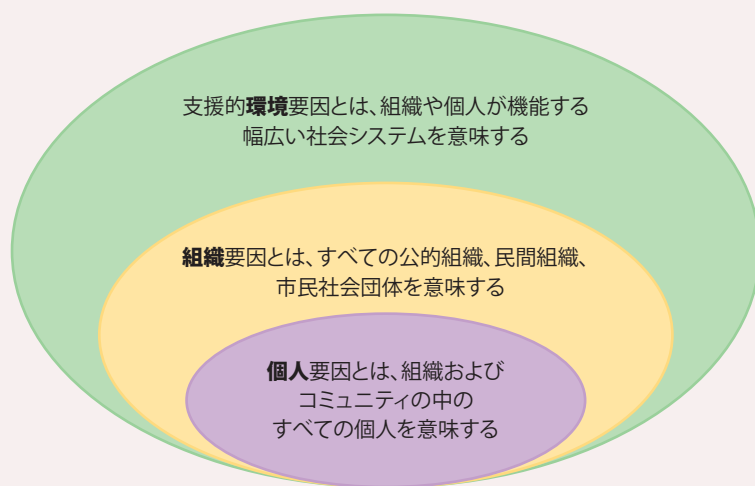 支援的環境要因とは、組織や個人が機能する
幅広い社会システムを意味する
組織要因とは、すべての公的組織、民間組織、
市民社会団体を意味する
個人要因とは、組織および
コミュニティの中の
すべての個人を意味する